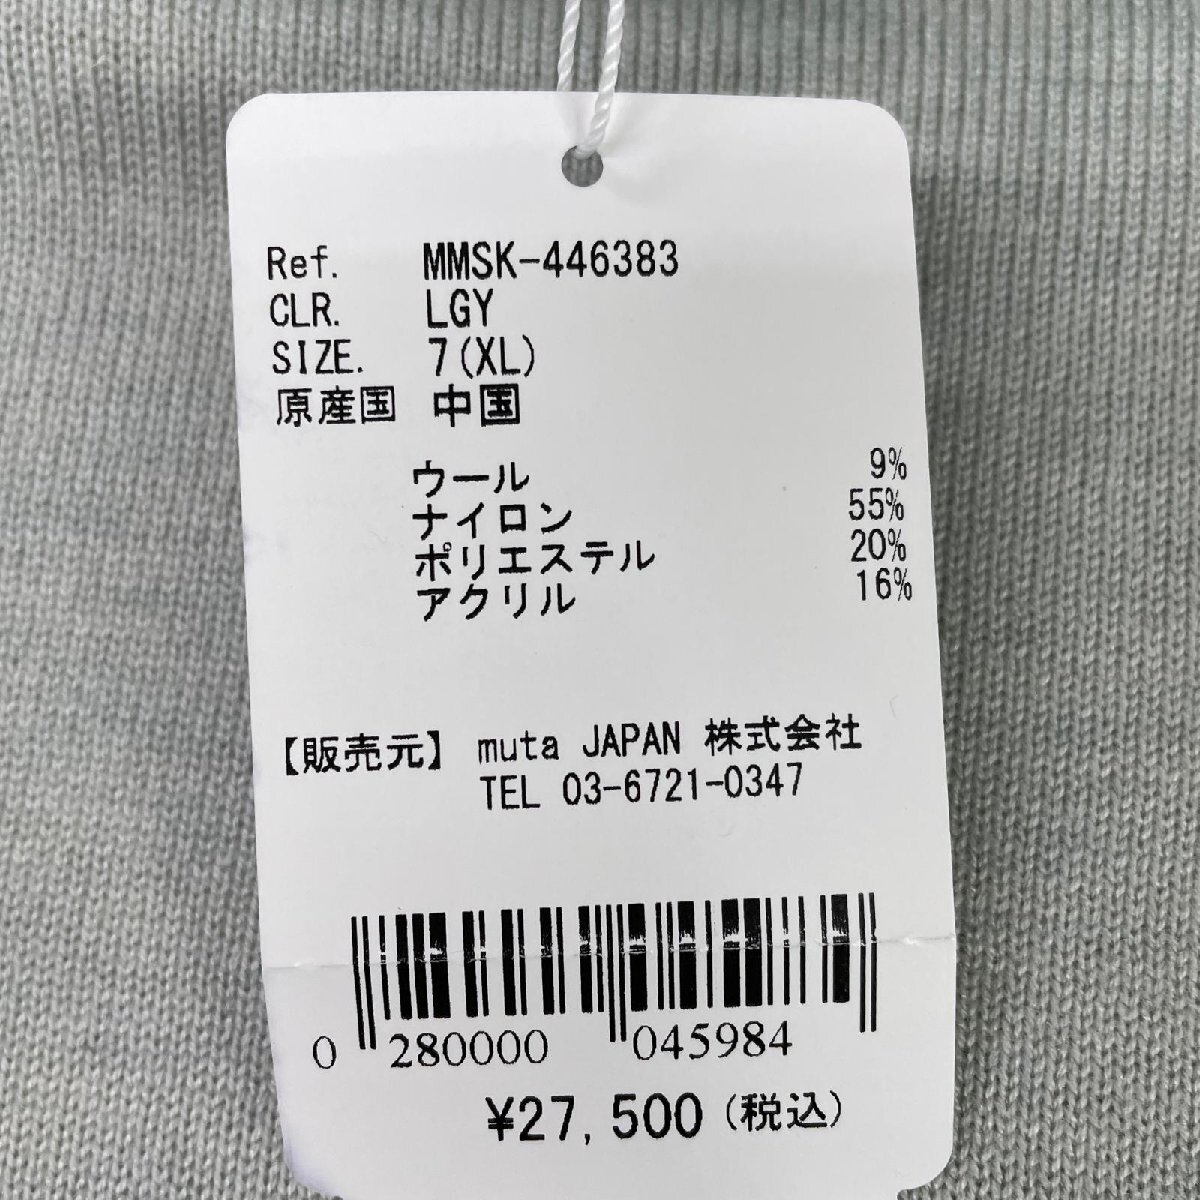 Ref. MMSK-446383
CLR. LGY
SIZE. 7(XL)
原産国 中国
ウール 9%
ナイロン 55%
ポリエステル 20%
アクリル 16%
【販売元】 muta JAPAN 株式会社
TEL 03-6721-0347
0 280000 045984
¥27,500(税込)